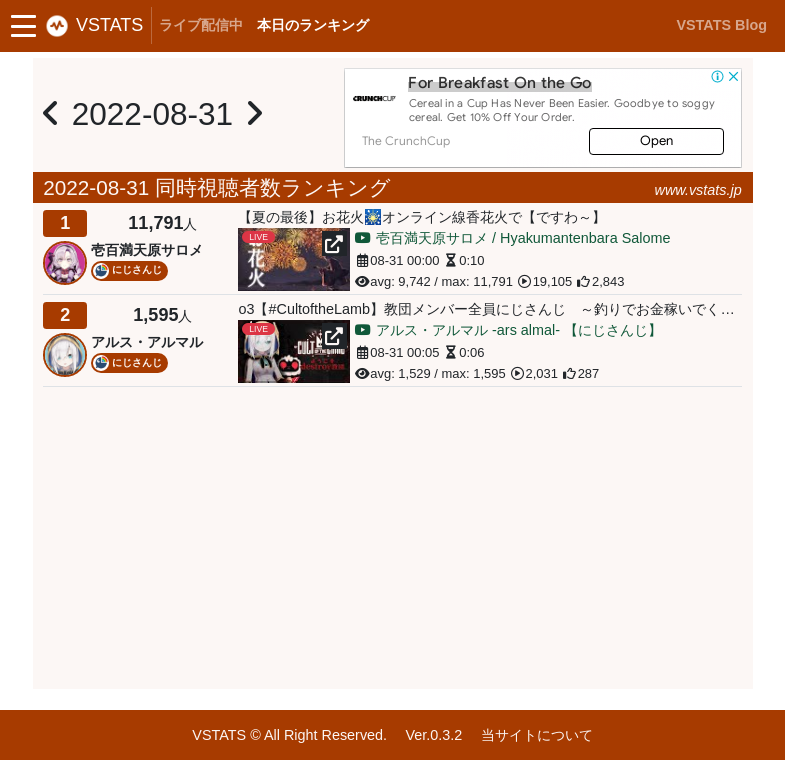 VSTATS ライブ配信中 本日のランキング VSTATS Blog
2022-08-31
For Breakfast On the Go
CRUNCHCUP
Cereal in a Cup Has Never Been Easier. Goodbye to soggy
cereal. Get 10% Off Your Order.
The CrunchCup Open
2022-08-31 同時視聴者数ランキング www.vstats.jp
1 11,791人
壱百満天原サロメ
にじさんじ
【夏の最後】お花火🎇オンライン線香花火で【ですわ～】
LIVE
お花火
壱百満天原サロメ / Hyakumantenbara Salome
08-31 00:00 0:10
avg: 9,742 / max: 11,791 19,105 2,843
2 1,595人
アルス・アルマル
にじさんじ
o3【#CultoftheLamb】教団メンバー全員にじさんじ ～釣りでお金稼いでく…
LIVE
CULT OF THE LAMB
destroy
アルス・アルマル -ars almal- 【にじさんじ】
08-31 00:05 0:06
avg: 1,529 / max: 1,595 2,031 287
VSTATS © All Right Reserved. Ver.0.3.2 当サイトについて